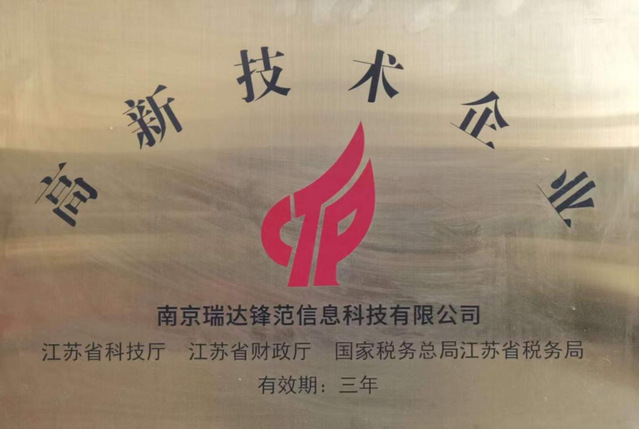 高新技术企业
CTP
南京瑞达锋范信息科技有限公司
江苏省科技厅 江苏省财政厅 国家税务总局江苏省税务局
有效期：三年